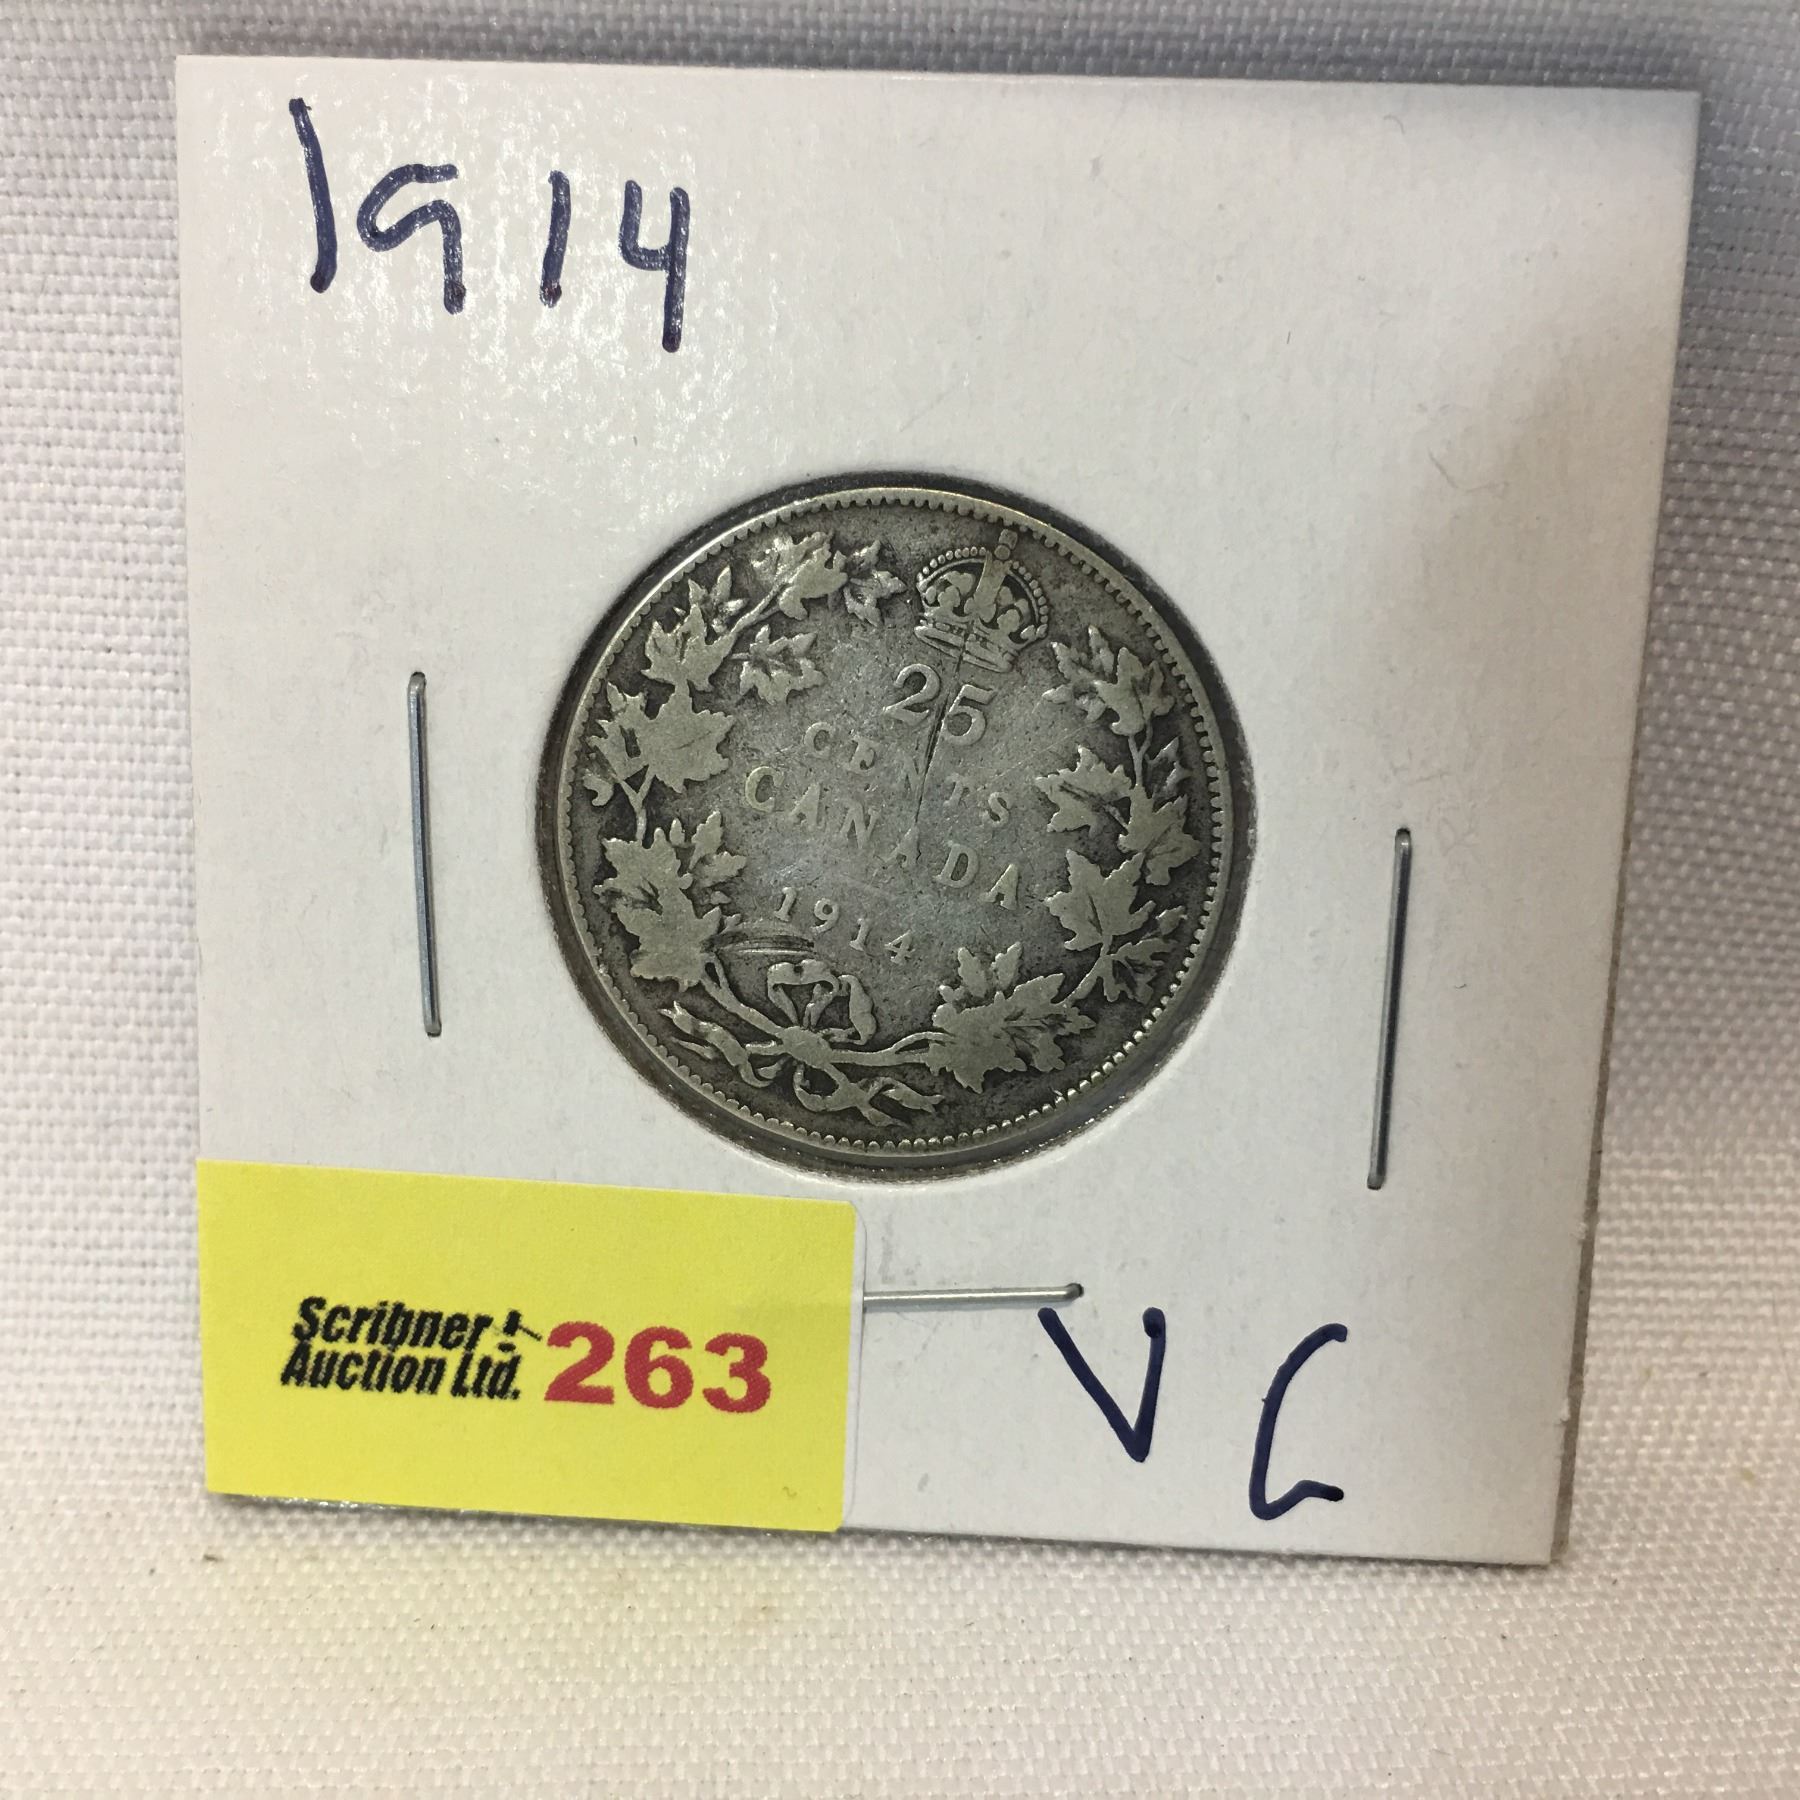 1914
25
CENTS
CANADA
1914
Scribner
Auction Ltd.
263
VG